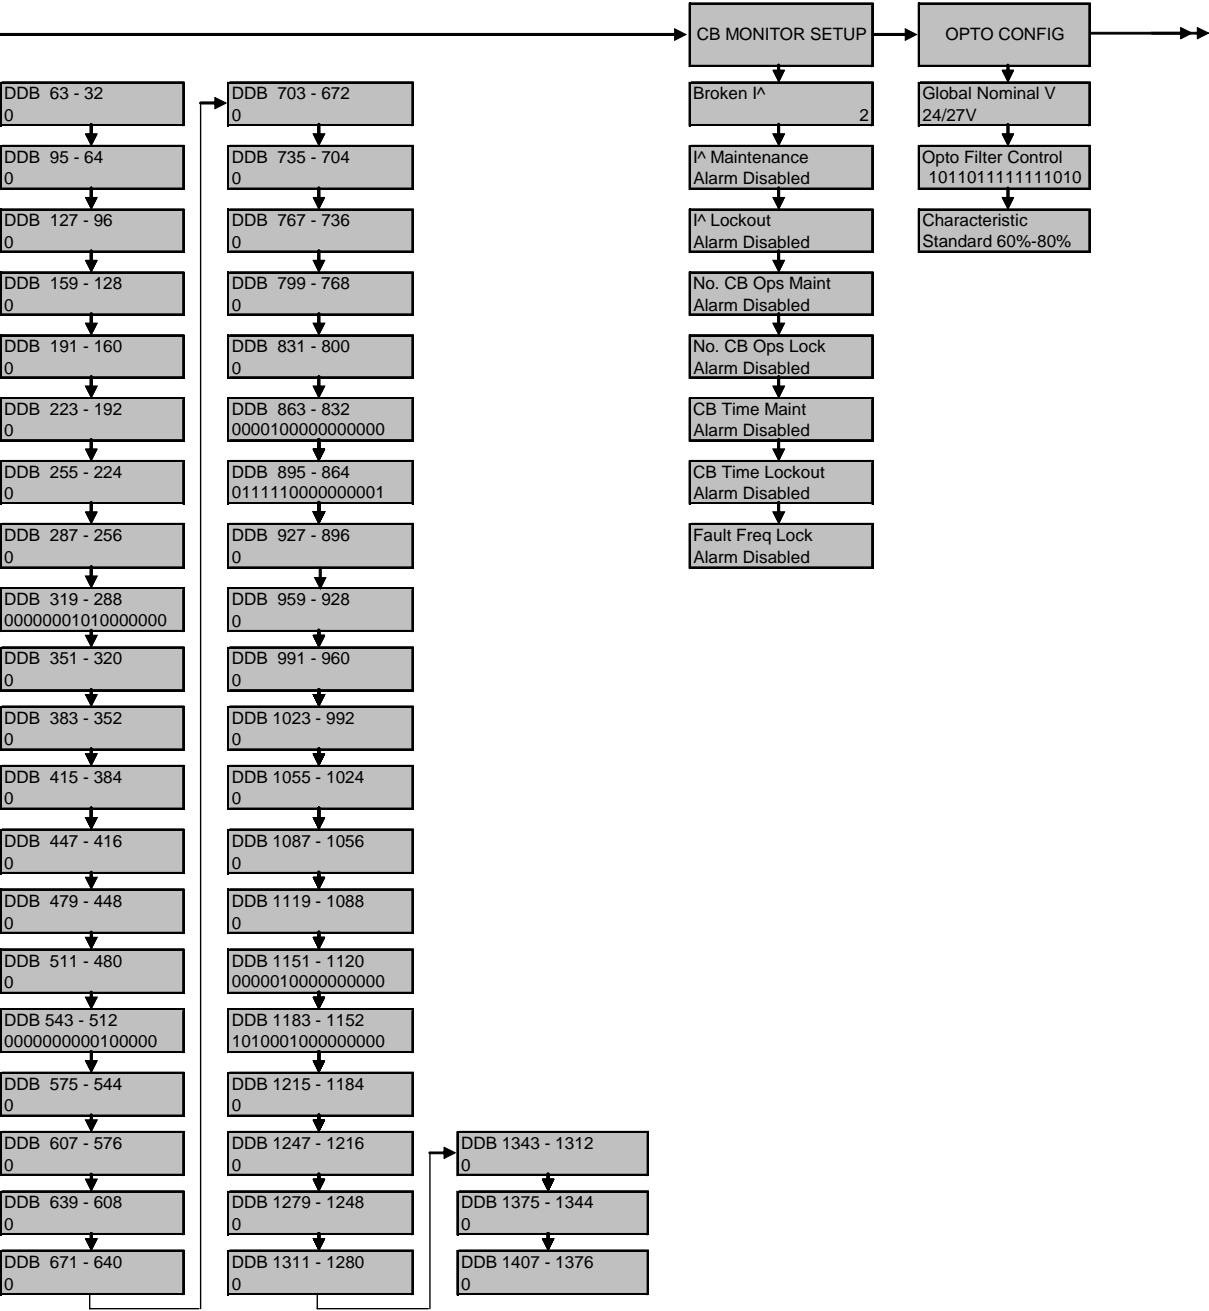 CB MONITOR SETUP
OPTO CONFIG
DDB  63 - 32
0
DDB  95 - 64
0
DDB  127 - 96
0
DDB  159 - 128
0
DDB  191 - 160
0
DDB  223 - 192
0
DDB  255 - 224
0
DDB  287 - 256
0
DDB  319 - 288
00000001010000000
DDB  351 - 320
0
DDB  383 - 352
0
DDB  415 - 384
0
DDB  447 - 416
0
DDB  479 - 448
0
DDB  511 - 480
0
DDB 543 - 512
0000000000100000
DDB  575 - 544
0
DDB  607 - 576
0
DDB  639 - 608
0
DDB  671 - 640
0
DDB  703 - 672
0
DDB  735 - 704
0
DDB  767 - 736
0
DDB  799 - 768
0
DDB  831 - 800
0
DDB  863 - 832
0000100000000000
DDB  895 - 864
0111110000000001
DDB  927 - 896
0
DDB  959 - 928
0
DDB  991 - 960
0
DDB 1023 - 992
0
DDB 1055 - 1024
0
DDB 1087 - 1056
0
DDB 1119 - 1088
0
DDB 1151 - 1120
0000010000000000
DDB 1183 - 1152
1010001000000000
DDB 1215 - 1184
0
DDB 1247 - 1216
0
DDB 1279 - 1248
0
DDB 1311 - 1280
0
DDB 1343 - 1312
0
DDB 1375 - 1344
0
DDB 1407 - 1376
0
Broken I^
2
I^ Maintenance
Alarm Disabled
I^ Lockout
Alarm Disabled
No. CB Ops Maint
Alarm Disabled
No. CB Ops Lock
Alarm Disabled
CB Time Maint
Alarm Disabled
CB Time Lockout
Alarm Disabled
Fault Freq Lock
Alarm Disabled
Global Nominal V
24/27V
Opto Filter Control
1011011111111010
Characteristic
Standard 60%-80%